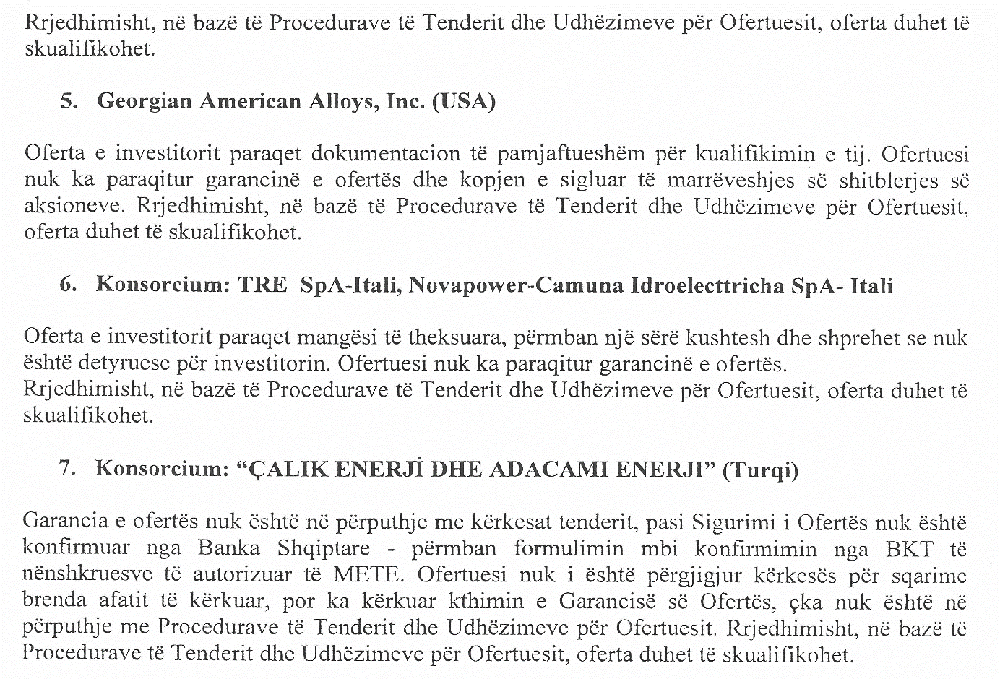 Rrjedhimisht, në bazë të Procedurave të Tenderit dhe Udhëzimeve për Ofertuesit, oferta duhet të
skualifikohet.
5. Georgian American Alloys, Inc. (USA)
Oferta e investitorit paraqet dokumentacion të pamjaftueshëm për kualifikimin e tij. Ofertuesi
nuk ka paraqitur garancinë e ofertës dhe kopjen e sigluar të marrëveshjes së shitblerjes së
aksioneve. Rrjedhimisht, në bazë të Procedurave të Tenderit dhe Udhëzimeve për Ofertuesit,
oferta duhet të skualifikohet.
6. Konsorcium: TRE SpA-Itali, Novapower-Camuna Idroelecttricha SpA- Itali
Oferta e investitorit paraqet mangësi të theksuara, përmban një sërë kushtesh dhe shprehet se nuk
është detyruese për investitorin. Ofertuesi nuk ka paraqitur garancinë e ofertës.
Rrjedhimisht, në bazë të Procedurave të Tenderit dhe Udhëzimeve për Ofertuesit, oferta duhet të
skualifikohet.
7. Konsorcium: “ÇALIK ENERJİ DHE ADACAMI ENERJI” (Turqi)
Garancia e ofertës nuk është në përputhje me kërkesat tenderit, pasi Sigurimi i Ofertës nuk është
konfirmuar nga Banka Shqiptare - përmban formulimin mbi konfirmimin nga BKT të
nënshkruesve të autorizuar të METE. Ofertuesi nuk i është përgjigjur kërkesës për sqarime
brenda afatit të kërkuar, por ka kërkuar kthimin e Garancisë së Ofertës, çka nuk është në
përputhje me Procedurave të Tenderit dhe Udhëzimeve për Ofertuesit. Rrjedhimisht, në bazë të
Procedurave të Tenderit dhe Udhëzimeve për Ofertuesit, oferta duhet të skualifikohet.